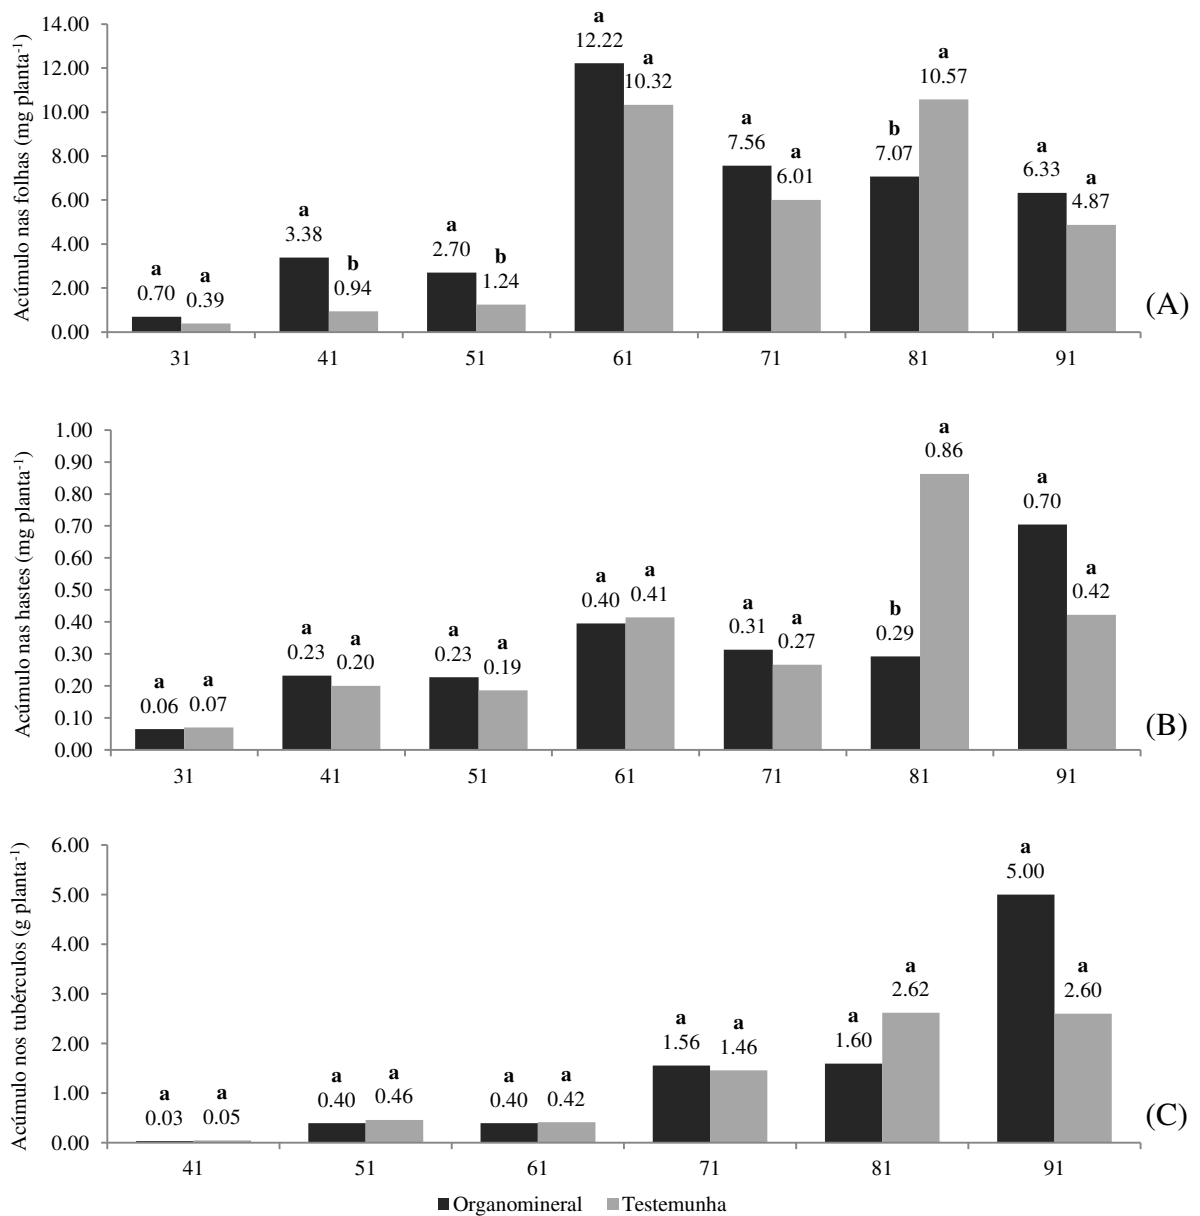 Acúmulo nas folhas (mg planta-1)
14.00
12.00
10.00
8.00
6.00
4.00
2.00
0.00
a a a b a b a a a a b a a a
0.70 0.39 3.38 0.94 2.70 1.24 12.22 10.32 7.56 6.01 7.07 10.57 6.33 4.87
31 41 51 61 71 81 91
(A)
Acúmulo nas hastes (mg planta-1)
1.00
0.90
0.80
0.70
0.60
0.50
0.40
0.30
0.20
0.10
0.00
a a a a a a a a a a b a a a
0.06 0.07 0.23 0.20 0.23 0.19 0.40 0.41 0.31 0.27 0.29 0.86 0.70 0.42
31 41 51 61 71 81 91
(B)
Acúmulo nos tubérculos (g planta-1)
6.00
5.00
4.00
3.00
2.00
1.00
0.00
a a a a a a a a a a a a
0.03 0.05 0.40 0.46 0.40 0.42 1.56 1.46 1.60 2.62 5.00 2.60
41 51 61 71 81 91
(C)
Organomineral Testemunha